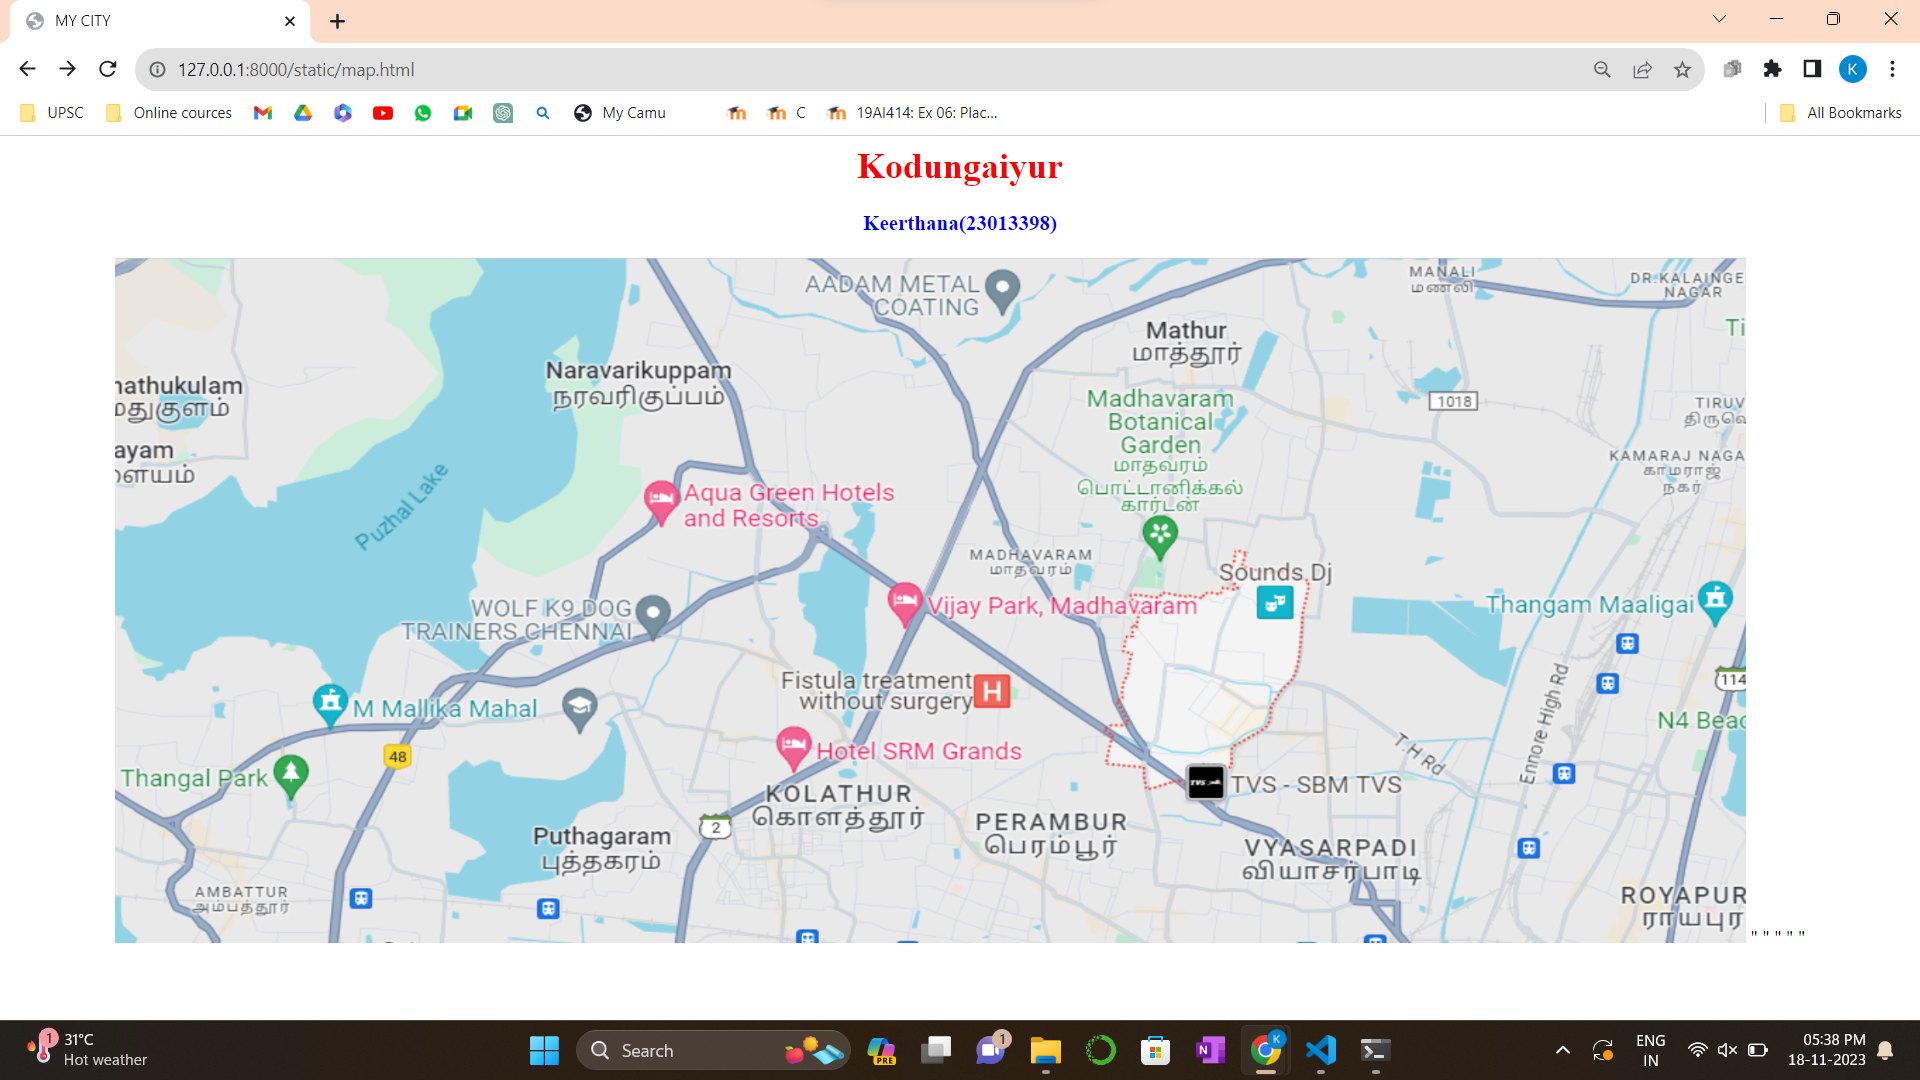 MY CITY
127.0.0.1:8000/static/map.html
UPSC
Online cources
My Camu
C
19AI414: Ex 06: Plac...
All Bookmarks
K
Kodungaiyur
Keerthana(23013398)
AADAM METAL
COATING
MANALI
மணலி
DR.KALAINGE
NAGAR
Mathur
மாத்தூர்
Ti
Naravarikuppam
நரவரிகுப்பம்
nathukulam
மதுகுளம்
ayam
ளையம்
Madhavaram
Botanical
Garden
மாதவரம்
பொட்டானிக்கல்
கார்டன்
1018
TIRUV
திருவெ
KAMARAJ NAGA
காமராஜ்
நகர்
Puzhal Lake
Aqua Green Hotels
and Resorts
MADHAVARAM
மாதவரம்
Sounds Dj
WOLF K9 DOG
TRAINERS CHENNAI
Vijay Park, Madhavaram
Thangam Maaligai
Fistula treatment
without surgery
H
M Mallika Mahal
Ennore High Rd
114
N4 Beac
Hotel SRM Grands
48
T.H Rd
Thangal Park
TVS
TVS - SBM TVS
KOLATHUR
கொளத்தூர்
2
PERAMBUR
பெரம்பூர்
Puthagaram
புத்தகரம்
VYASARPADI
வியாசர்பாடி
AMBATTUR
அம்பத்தூர்
ROYAPUR
ராயபுர
" " " " "
1
31°C
Hot weather
Search
PRE
1
N
K
ENG
IN
05:38 PM
18-11-2023